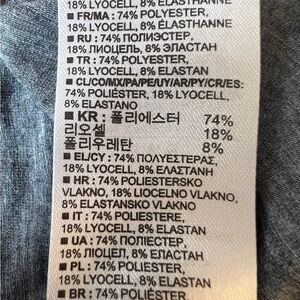 18% LYOCELL, 8% ELASTHANNE
■ FR/MA : 74% POLYESTER,
18% LYOCELL, 8% ÉLASTHANNE
■ RU : 74% ПОЛИЭСТЕР,
18% ЛИОЦЕЛЛ, 8% ЭЛАСТАН
■ TR : 74% POLYESTER,
18% LYOCELL, 8% ELASTAN
■ CL/CO/MX/PA/PE/UY/AR/PY/CR/ES:
74% POLIÉSTER, 18% LYOCELL,
8% ELASTANO
■ KR : 폴리에스터 74%
리오셀 18%
폴리우레탄 8%
■ EL/CY : 74% ΠΟΛΥΕΣΤΕΡΑΣ,
18% LYOCELL, 8% ΕΛΑΣΤΑΝΗ
■ HR : 74% POLIESTERSKO
VLAKNO, 18% LIOCELNO VLAKNO,
8% ELASTANSKO VLAKNO
■ IT : 74% POLIESTERE,
18% LYOCELL, 8% ELASTAN
■ UA : 74% ПОЛІЕСТЕР,
18% ЛІОЦЕЛ, 8% ЕЛАСТАН
■ PL : 74% POLIESTER,
18% LYOCELL, 8% ELASTAN
■ BR : 74% POLIÉSTER